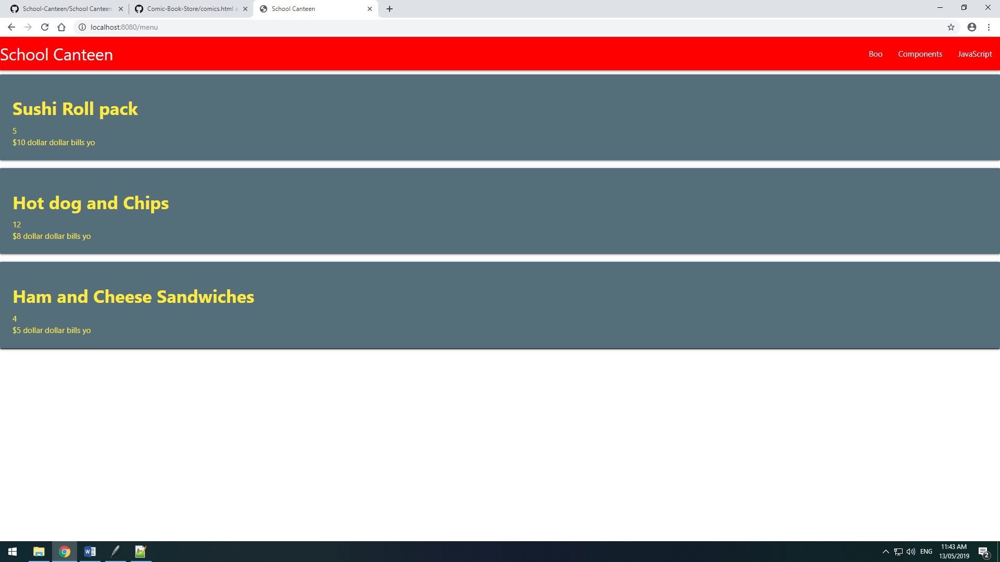 School-Canteen/School Canteen
Comic-Book-Store/comics.html a
School Canteen
localhost:8080/menu
School Canteen
Boo
Components
JavaScript
Sushi Roll pack
5
$10 dollar dollar bills yo
Hot dog and Chips
12
$8 dollar dollar bills yo
Ham and Cheese Sandwiches
4
$5 dollar dollar bills yo
ENG
11:43 AM
13/05/2019
2